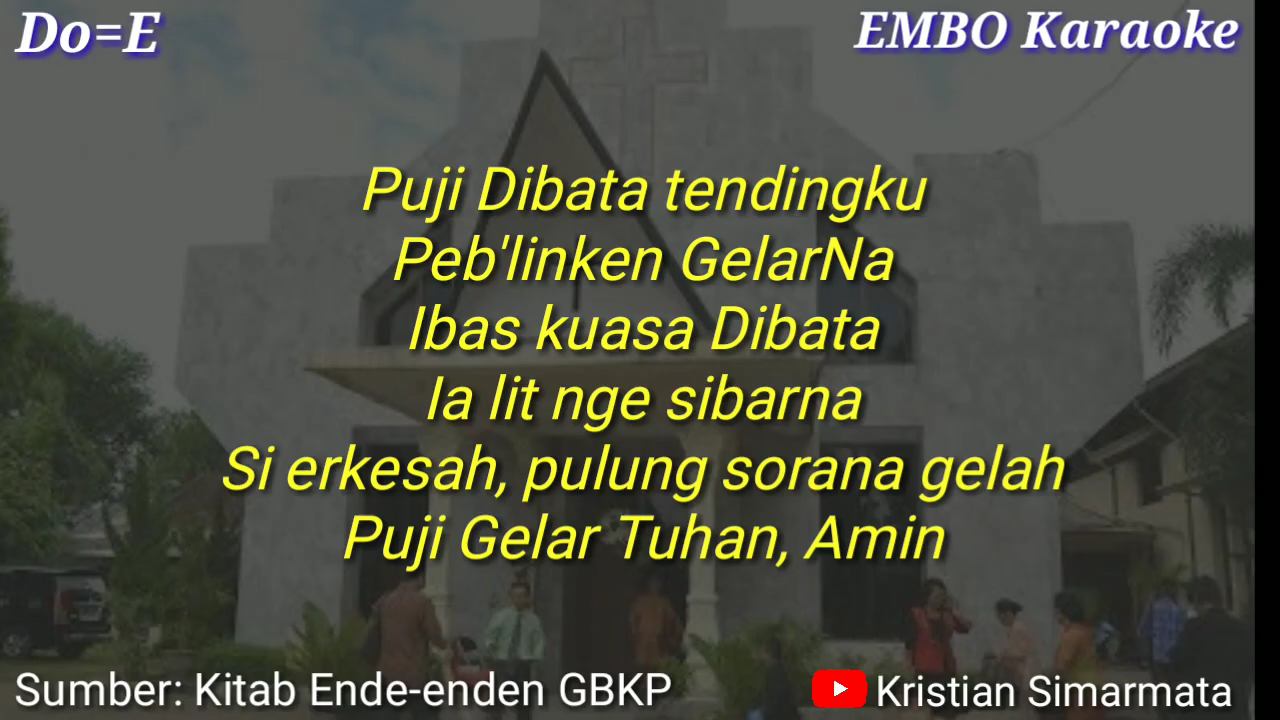 Do=E
EMBO Karaoke
Puji Dibata tendingku
Peb'linken GelarNa
Ibas kuasa Dibata
Ia lit nge sibarna
Si erkesah, pulung sorana gelah
Puji Gelar Tuhan, Amin
Sumber: Kitab Ende-enden GBKP
Kristian Simarmata